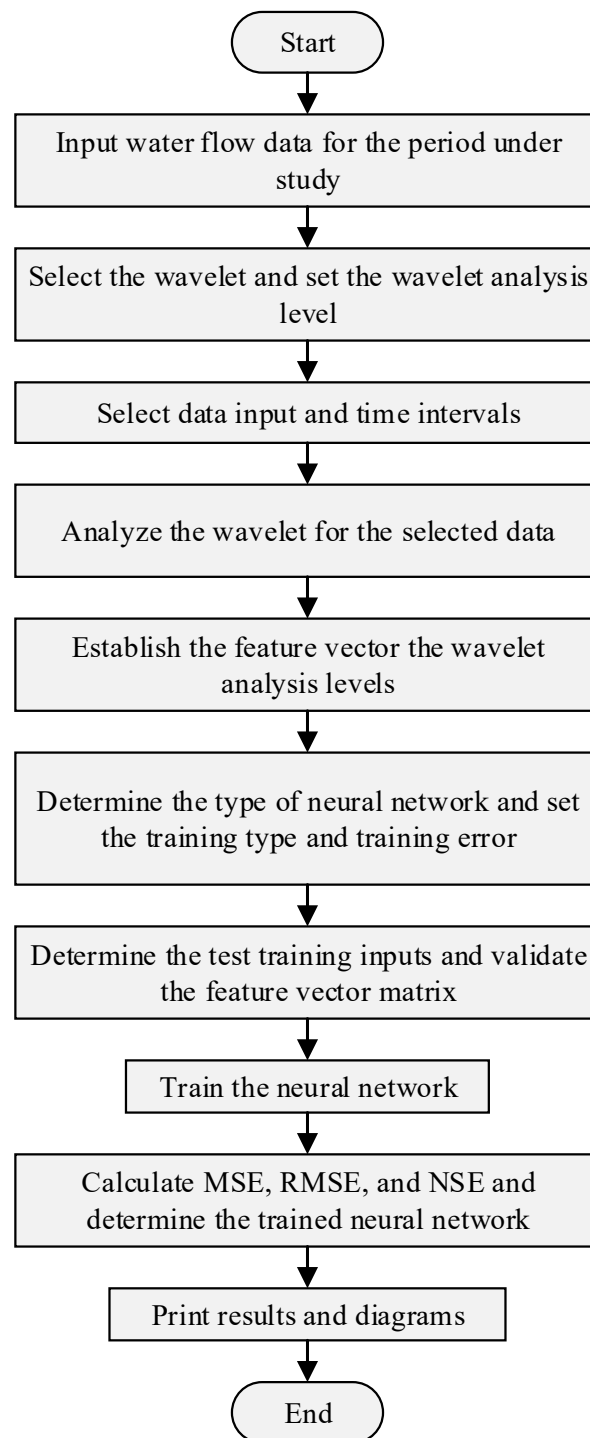 Start
Input water flow data for the period under
study
Select the wavelet and set the wavelet analysis
level
Select data input and time intervals
Analyze the wavelet for the selected data
Establish the feature vector the wavelet
analysis levels
Determine the type of neural network and set
the training type and training error
Determine the test training inputs and validate
the feature vector matrix
Train the neural network
Calculate MSE, RMSE, and NSE and
determine the trained neural network
Print results and diagrams
End